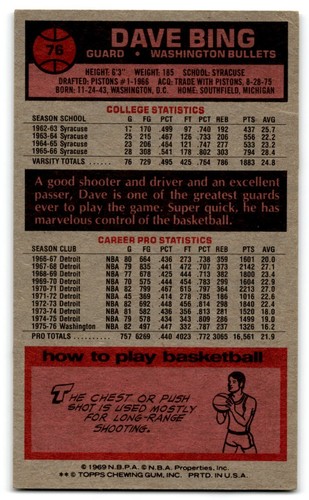 76
DAVE BING
GUARD • WASHINGTON BULLETS
HEIGHT: 6'3" WEIGHT: 185 SCHOOL: SYRACUSE
DRAFTED: PISTONS #1-1966 ACQ: TRADE WITH PISTONS, 8-28-75
BORN: 11-24-43, WASHINGTON, D.C. HOME: SOUTHFIELD, MICHIGAN
COLLEGE STATISTICS
SEASON SCHOOL G FG PCT FT PCT REB PTS AVG
1962-63 Syracuse 17 170 .499 97 .740 192 437 25.7
1963-64 Syracuse 25 215 .467 126 .733 206 556 22.2
1964-65 Syracuse 23 206 .464 121 .797 277 533 23.2
1965-66 Syracuse 28 308 .541 178 .802 303 794 28.4
VARSITY TOTALS 76 729 .495 425 .764 786 1883 24.8
A good shooter and driver and an excellent
passer, Dave is one of the greatest guards
ever to play the game. Super quick, he has
marvelous control of the basketball.
CAREER PRO STATISTICS
SEASON CLUB G FG PCT FT PCT REB PTS AVG
1966-67 Detroit NBA 80 664 .436 273 .738 359 1601 20.0
1967-68 Detroit NBA 79 835 .441 472 .707 373 2142 27.1
1968-69 Detroit NBA 77 678 .425 444 .713 382 1800 23.4
1969-70 Detroit NBA 70 575 .444 454 .783 299 1604 22.9
1970-71 Detroit NBA 82 799 .461 615 .797 364 2213 27.0
1971-72 Detroit NBA 45 369 .414 278 .785 186 1016 22.6
1972-73 Detroit NBA 82 692 .448 456 .814 298 1840 22.4
1973-74 Detroit NBA 81 582 .436 356 .812 281 1520 18.8
1974-75 Detroit NBA 79 578 .434 343 .809 286 1499 19.0
1975-76 Washington NBA 82 497 .447 332 .787 237 1326 16.2
PRO TOTALS 757 6269 .440 4023 .772 3065 16,561 21.9
how to play basketball
THE CHEST OR PUSH
SHOT IS USED MOSTLY
FOR LONG-RANGE
SHOOTING.
© 1969 N.B.P.A. © N.B.A. Properties, Inc.
** © TOPPS CHEWING GUM, INC. PRTD. IN U.S.A.